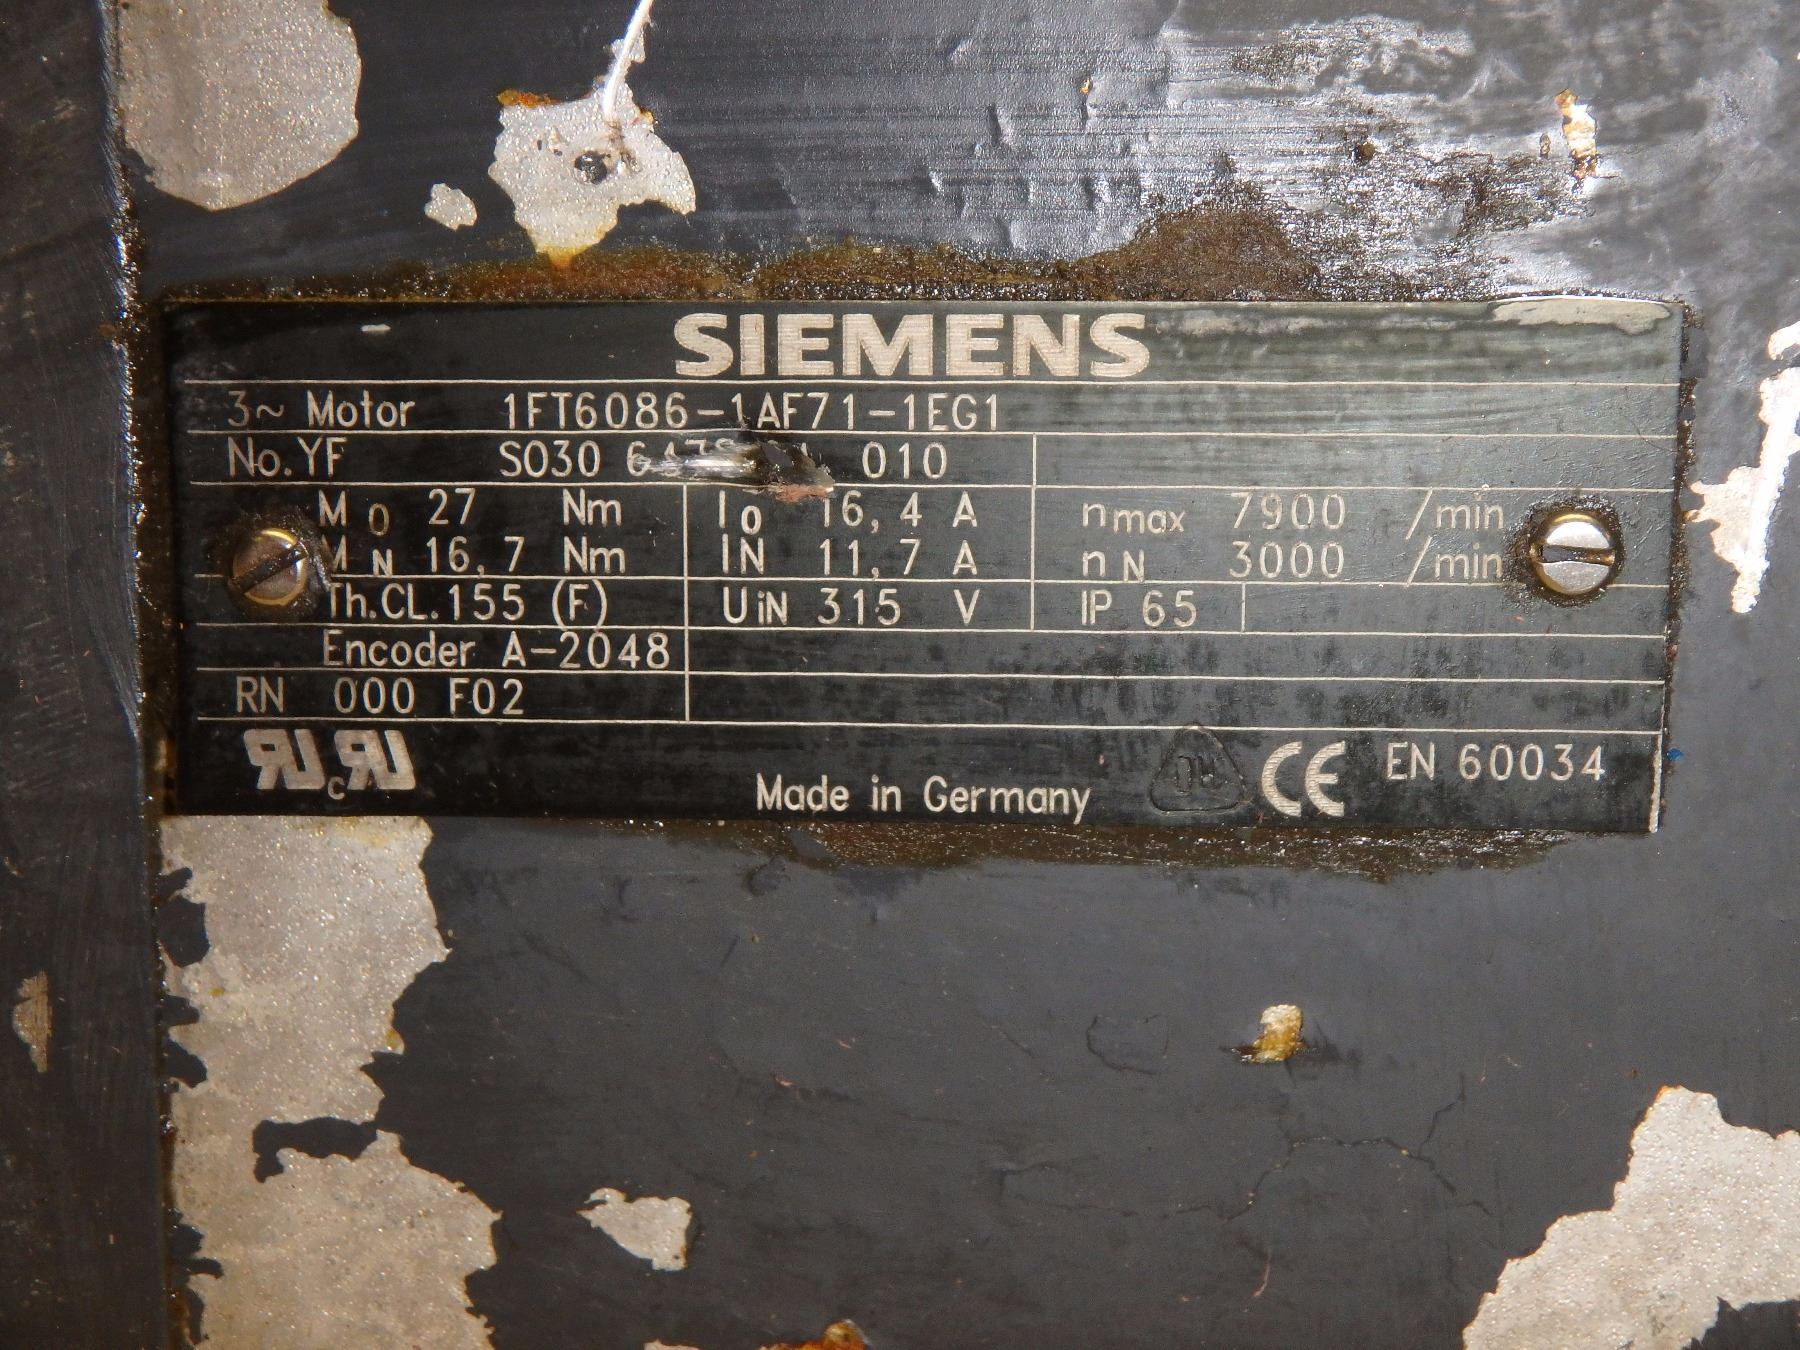 SIEMENS
3~ Motor 1FT6086-1AF71-1EG1
No. YF S030 010
M0 27 Nm I0 16,4 A nmax 7900 /min
MN 16,7 Nm IN 11,7 A nN 3000 /min
Th.CL.155 (F) UiN 315 V IP 65
Encoder A-2048
RN 000 F02
Made in Germany CE EN 60034